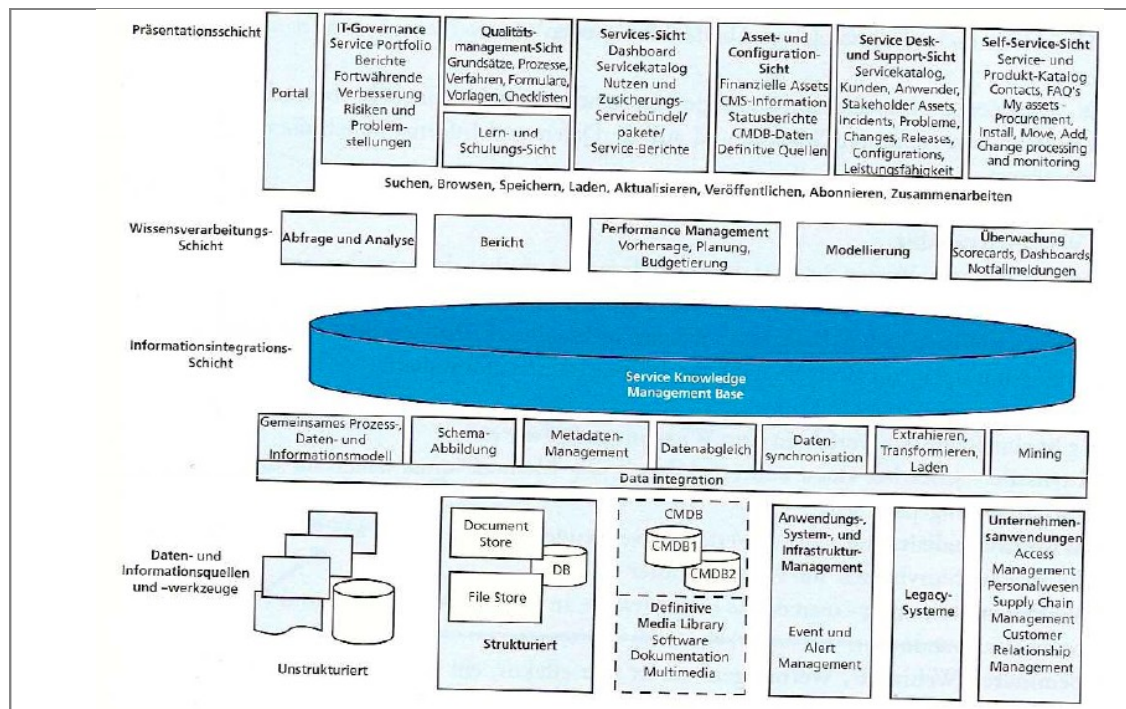 Präsentationsschicht
Portal
IT-Governance
Service Portfolio
Berichte
Fortwährende
Verbesserung
Risiken und
Problem-
stellungen
Qualitäts-
management-Sicht
Grundsätze, Prozesse,
Verfahren, Formulare,
Vorlagen, Checklisten
Lern- und
Schulungs-Sicht
Services-Sicht
Dashboard
Servicekatalog
Nutzen und
Zusicherungs-
Servicebündel/
pakete/
Service-Berichte
Asset- und
Configuration-
Sicht
Finanzielle Assets
CMS-Information
Statusberichte
CMDB-Daten
Definitve Quellen
Service Desk-
und Support-Sicht
Servicekatalog,
Kunden, Anwender,
Stakeholder Assets,
Incidents, Probleme,
Changes, Releases,
Configurations,
Leistungsfähigkeit
Self-Service-Sicht
Service- und
Produkt-Katalog
Contacts, FAQ's
My assets -
Procurement,
Install, Move, Add,
Change processing
and monitoring
Suchen, Browsen, Speichern, Laden, Aktualisieren, Veröffentlichen, Abonnieren, Zusammenarbeiten
Wissensverarbeitungs-
Schicht
Abfrage und Analyse
Bericht
Performance Management
Vorhersage, Planung,
Budgetierung
Modellierung
Überwachung
Scorecards, Dashboards
Notfallmeldungen
Informationsintegrations-
Schicht
Service Knowledge
Management Base
Gemeinsames Prozess-,
Daten- und
Informationsmodell
Schema-
Abbildung
Metadaten-
Management
Datenabgleich
Daten-
synchronisation
Extrahieren,
Transformieren,
Laden
Mining
Data integration
Daten- und
Informationsquellen
und –werkzeuge
Unstrukturiert
Document
Store
DB
File Store
Strukturiert
CMDB
CMDB1
CMDB2
Definitive
Media Library
Software
Dokumentation
Multimedia
Anwendungs-,
System-, und
Infrastruktur-
Management
Event und
Alert
Management
Legacy-
Systeme
Unternehmen-
sanwendungen
Access
Management
Personalwesen
Supply Chain
Management
Customer
Relationship
Management